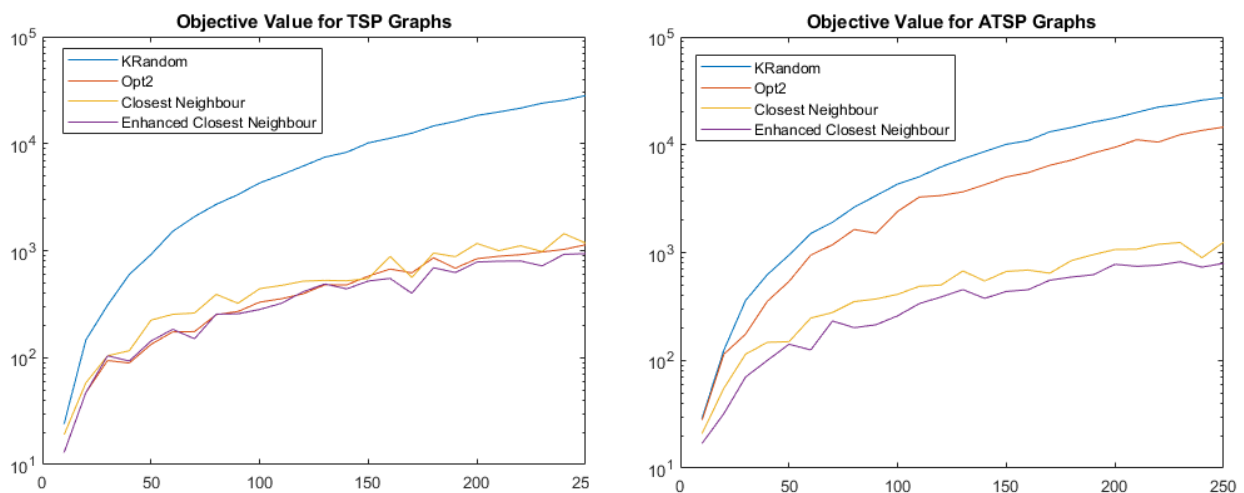 Objective Value for TSP Graphs
10^5
10^4
10^3
10^2
10^1
KRandom
Opt2
Closest Neighbour
Enhanced Closest Neighbour
0 50 100 150 200 25
Objective Value for ATSP Graphs
10^5
10^4
10^3
10^2
10^1
KRandom
Opt2
Closest Neighbour
Enhanced Closest Neighbour
0 50 100 150 200 250